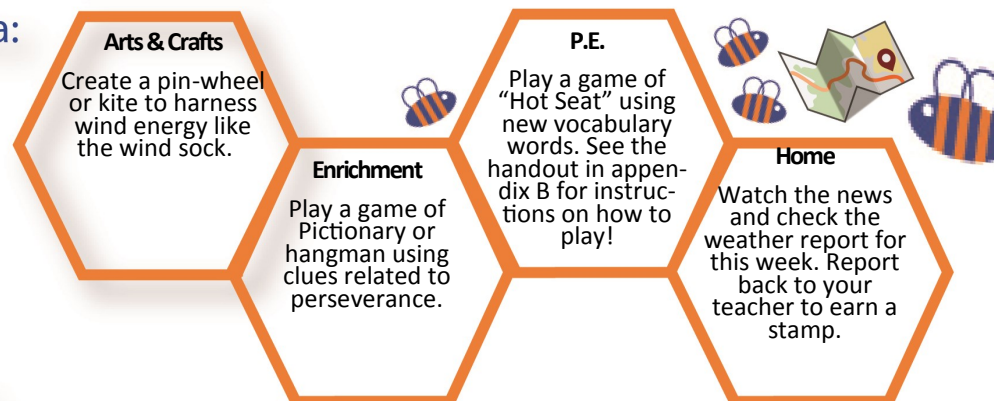 a:
Arts & Crafts
Create a pin-wheel
or kite to harness
wind energy like
the wind sock.
Enrichment
Play a game of
Pictionary or
hangman using
clues related to
perseverance.
P.E.
Play a game of
“Hot Seat” using
new vocabulary
words. See the
handout in appen-
dix B for instruc-
tions on how to
play!
Home
Watch the news
and check the
weather report for
this week. Report
back to your
teacher to earn a
stamp.